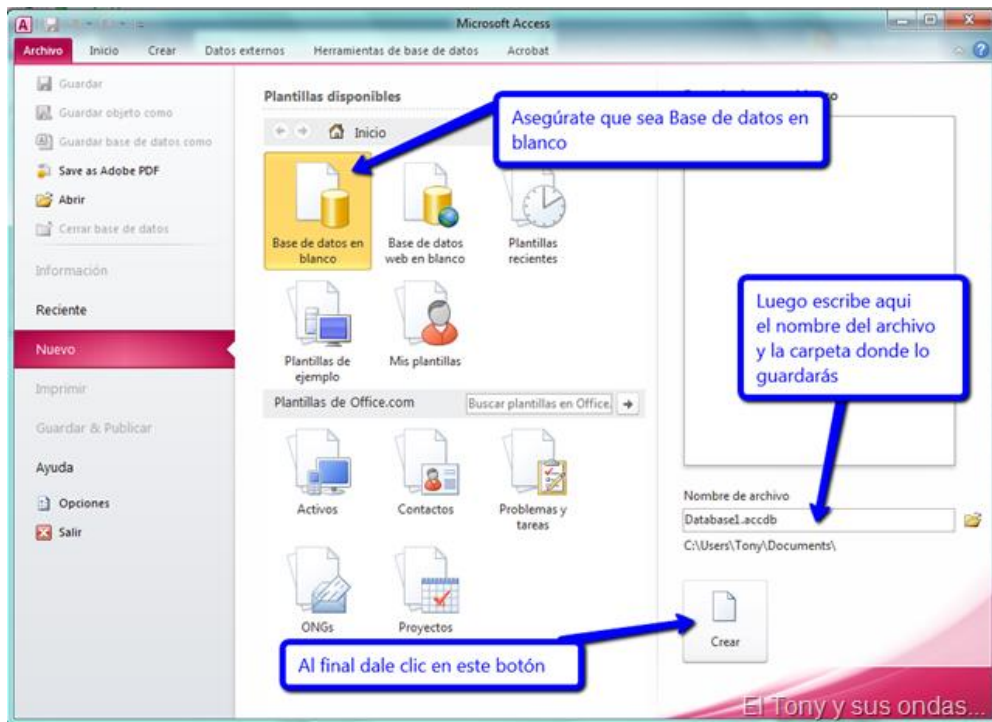 A
Microsoft Access
Archivo Inicio Crear Datos externos Herramientas de base de datos Acrobat
Guardar
Guardar objeto como
Guardar base de datos como
Save as Adobe PDF
Abrir
Cerrar base de datos
Información
Reciente
Nuevo
Imprimir
Guardar & Publicar
Ayuda
Opciones
Salir
Plantillas disponibles
Inicio
Base de datos en
blanco
Base de datos
web en blanco
Plantillas
recientes
Plantillas de
ejemplo
Mis plantillas
Plantillas de Office.com
Buscar plantillas en Office.
Activos
Contactos
Problemas y
tareas
ONGs
Proyectos
Asegúrate que sea Base de datos en
blanco
Luego escribe aqui
el nombre del archivo
y la carpeta donde lo
guardarás
Nombre de archivo
Database1.accdb
C:\Users\Tony\Documents\
Crear
Al final dale clic en este botón
El Tony y sus ondas...